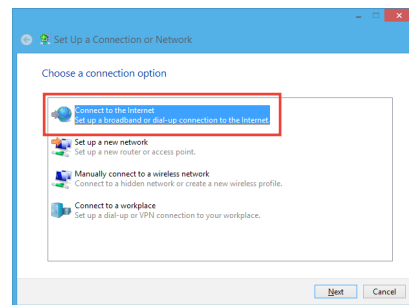 Set Up a Connection or Network
Choose a connection option
Connect to the Internet
Set up a broadband or dial-up connection to the Internet.
Set up a new network
Set up a new router or access point.
Manually connect to a wireless network
Connect to a hidden network or create a new wireless profile.
Connect to a workplace
Set up a dial-up or VPN connection to your workplace.
Next Cancel